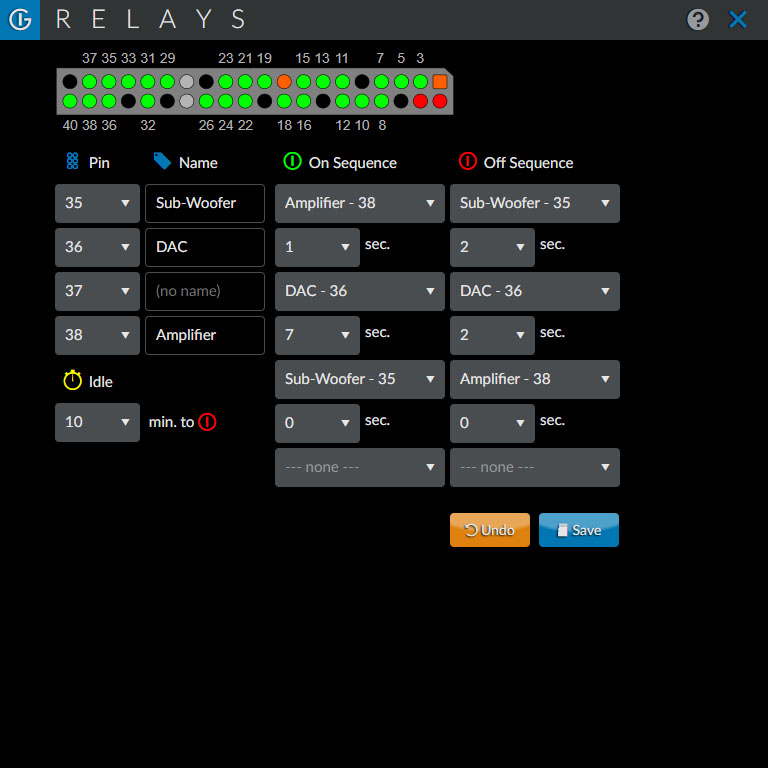 RELAYS ?
37 35 33 31 29 23 21 19 15 13 11 7 5 3
40 38 36 32 26 24 22 18 16 12 10 8
Pin Name On Sequence Off Sequence
35 Sub-Woofer Amplifier - 38 Sub-Woofer - 35
36 DAC 1 sec. 2 sec.
37 (no name) DAC - 36 DAC - 36
38 Amplifier 7 sec. 2 sec.
Idle Sub-Woofer - 35 Amplifier - 38
10 min. to 0 sec. 0 sec.
--- none --- --- none ---
Undo Save